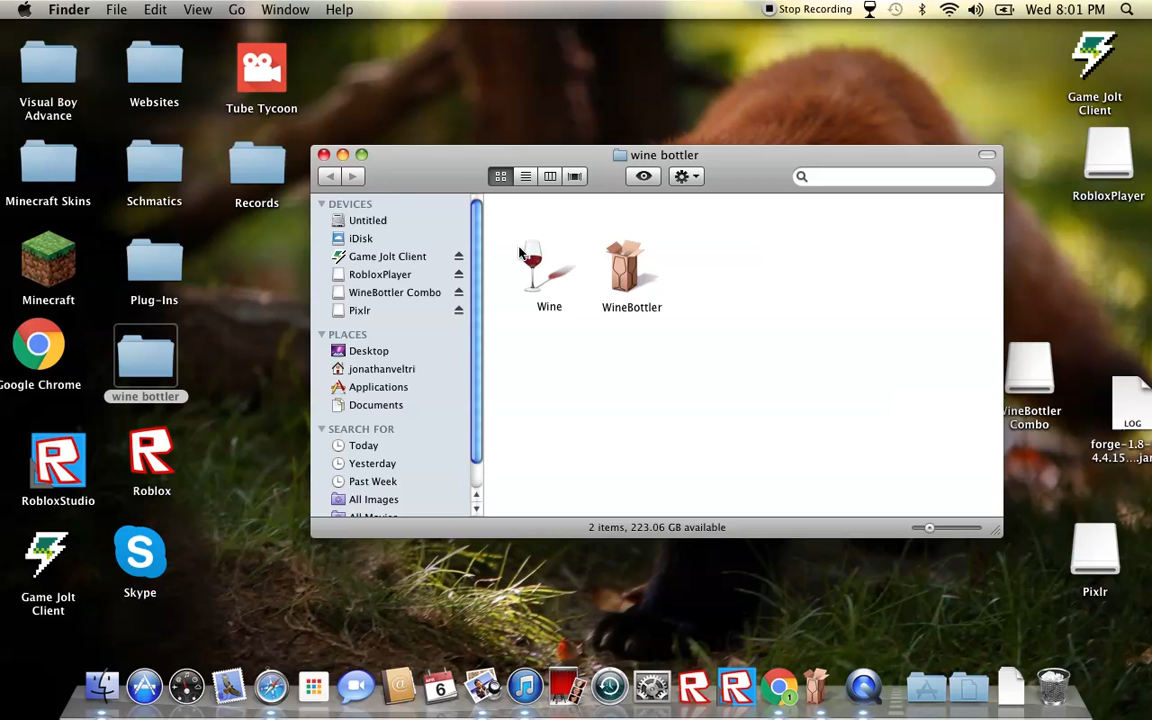 Finder File Edit View Go Window Help Stop Recording Wed 8:01 PM
Visual Boy
Advance
Websites
Tube Tycoon
Game Jolt
Client
Minecraft Skins
Schmatics
Records
RobloxPlayer
Minecraft
Plug-Ins
Google Chrome
wine bottler
RobloxStudio
Roblox
Game Jolt
Client
Skype
wine bottler
DEVICES
Untitled
iDisk
Game Jolt Client
RobloxPlayer
WineBottler Combo
Pixlr
PLACES
Desktop
jonathanveltri
Applications
Documents
SEARCH FOR
Today
Yesterday
Past Week
All Images
Wine
WineBottler
2 items, 223.06 GB available
WineBottler
Combo
LOG
forge-1.8-
4.4.15....jar
Pixlr
APR
6
1